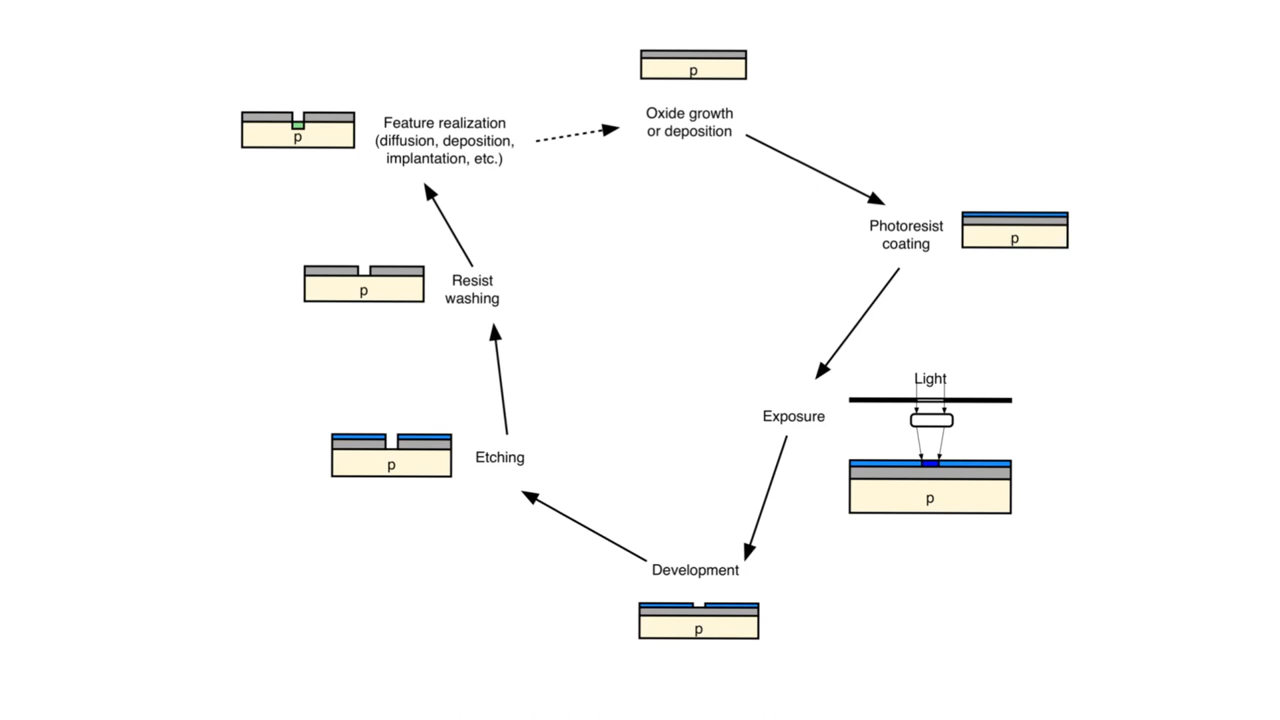 p
Oxide growth
or deposition
Feature realization
(diffusion, deposition,
implantation, etc.)
p
Photoresist
coating
p
Resist
washing
p
Light
Exposure
p
Etching
p
Development
p